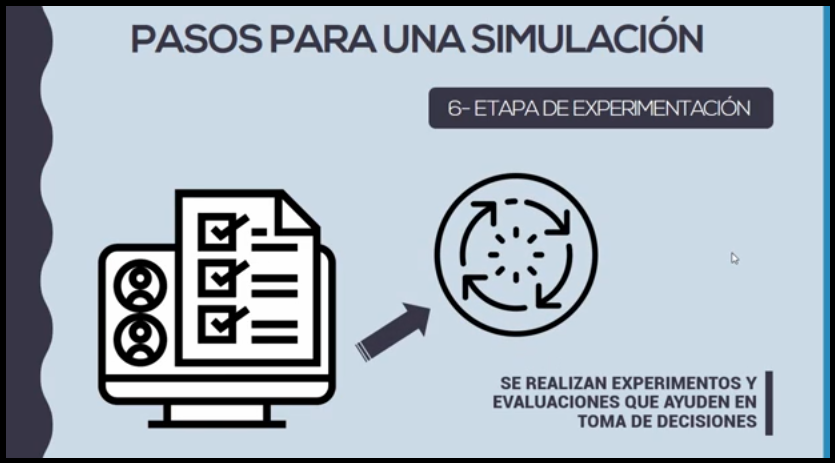 PASOS PARA UNA SIMULACIÓN
6- ETAPA DE EXPERIMENTACIÓN
SE REALIZAN EXPERIMENTOS Y
EVALUACIONES QUE AYUDEN EN
TOMA DE DECISIONES